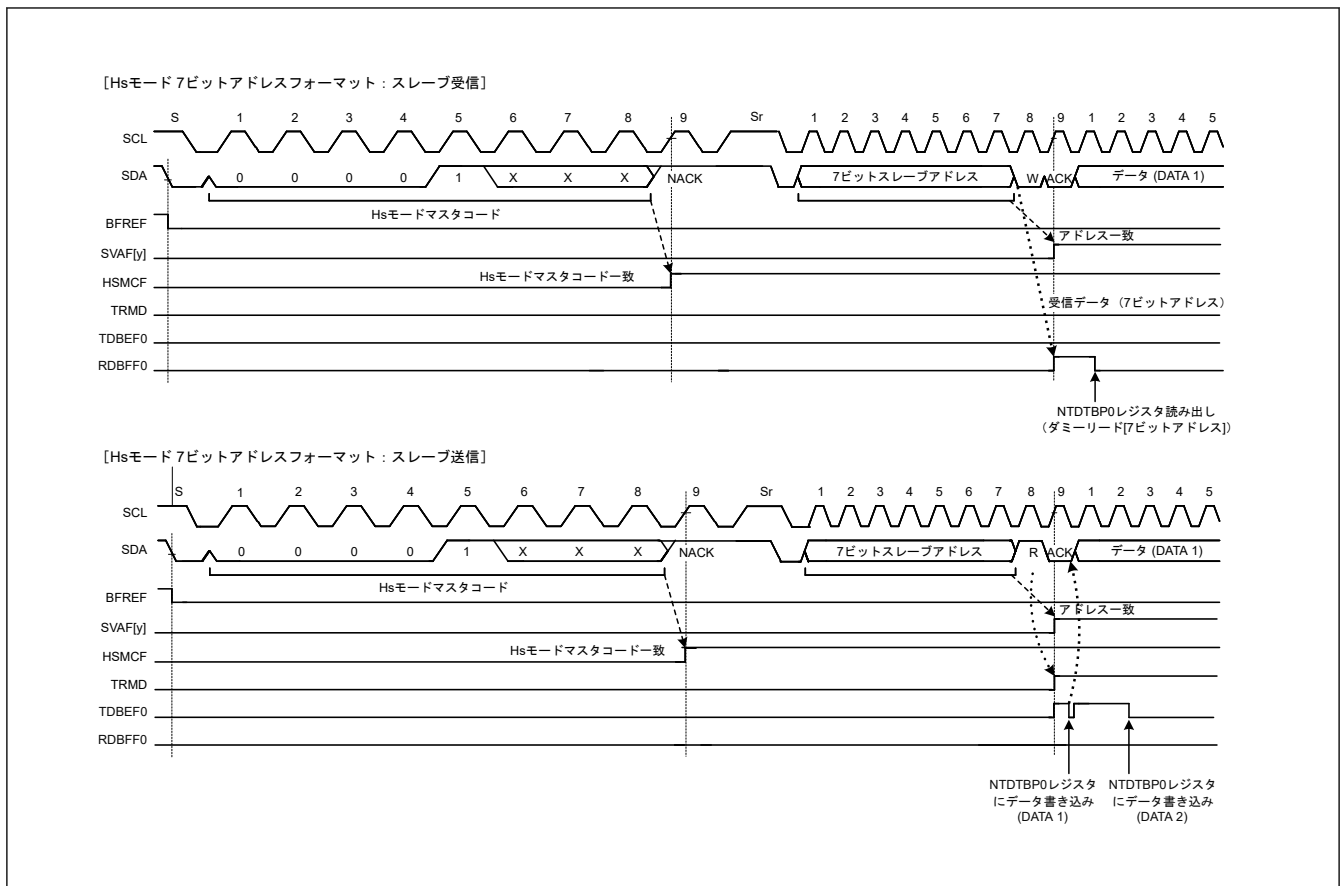 [Hsモード 7ビットアドレスフォーマット：スレーブ受信]
S 1 2 3 4 5 6 7 8 9 Sr 1 2 3 4 5 6 7 8 9 1 2 3 4 5
SCL
SDA 0 0 0 0 1 X X X NACK 7ビットスレーブアドレス W ACK データ (DATA 1)
Hsモードマスタコード
BFREF
アドレス一致
SVAF[y]
Hsモードマスタコード一致
HSMCF
受信データ（7ビットアドレス）
TRMD
TDBEF0
RDBFF0
NTDTBP0レジスタ読み出し
（ダミーリード[7ビットアドレス]）
[Hsモード 7ビットアドレスフォーマット：スレーブ送信]
S 1 2 3 4 5 6 7 8 9 Sr 1 2 3 4 5 6 7 8 9 1 2 3 4 5
SCL
SDA 0 0 0 0 1 X X X NACK 7ビットスレーブアドレス R ACK データ (DATA 1)
Hsモードマスタコード
BFREF
アドレス一致
SVAF[y]
Hsモードマスタコード一致
HSMCF
TRMD
TDBEF0
RDBFF0
NTDTBP0レジスタ NTDTBP0レジスタ
にデータ書き込み にデータ書き込み
(DATA 1) (DATA 2)